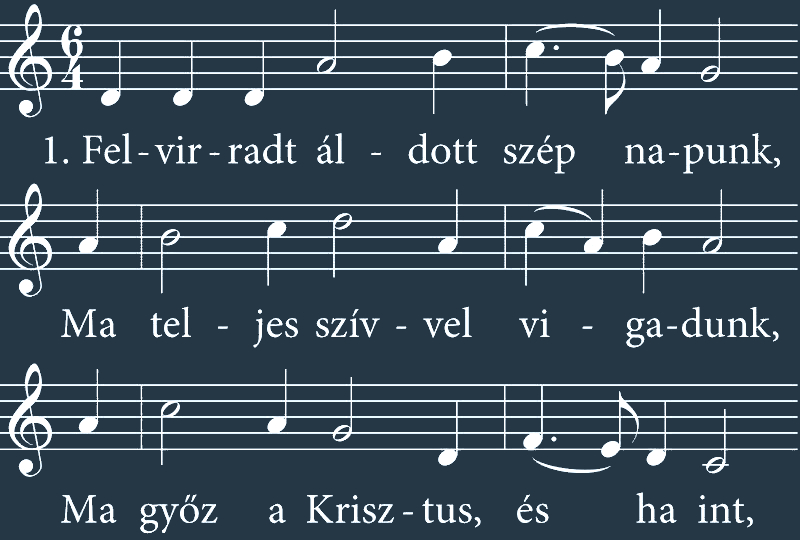 6
4
1. Fel - vir - radt ál - dott szép na - punk,
Ma tel - jes szív - vel vi - ga - dunk,
Ma győz a Krisz - tus, és ha int,